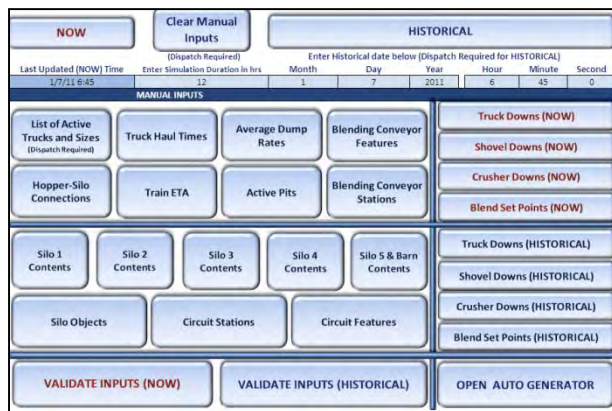 NOW
Clear Manual
Inputs
HISTORICAL
(Dispatch Required)
Enter Historical date below (Dispatch Required for HISTORICAL)
Last Updated (NOW) Time Enter Simulation Duration in hrs Month Day Year Hour Minute Second
1/7/11 6:45 12 1 7 2011 6 45 0
MANUAL INPUTS
List of Active
Trucks and Sizes
(Dispatch Required)
Truck Haul Times
Average Dump
Rates
Blending Conveyor
Features
Truck Downs (NOW)
Shovel Downs (NOW)
Hopper-Silo
Connections
Train ETA
Active Pits
Blending Conveyor
Stations
Crusher Downs (NOW)
Blend Set Points (NOW)
Silo 1
Contents
Silo 2
Contents
Silo 3
Contents
Silo 4
Contents
Silo 5 & Barn
Contents
Truck Downs (HISTORICAL)
Shovel Downs (HISTORICAL)
Silo Objects
Circuit Stations
Circuit Features
Crusher Downs (HISTORICAL)
Blend Set Points (HISTORICAL)
VALIDATE INPUTS (NOW)
VALIDATE INPUTS (HISTORICAL)
OPEN AUTO GENERATOR